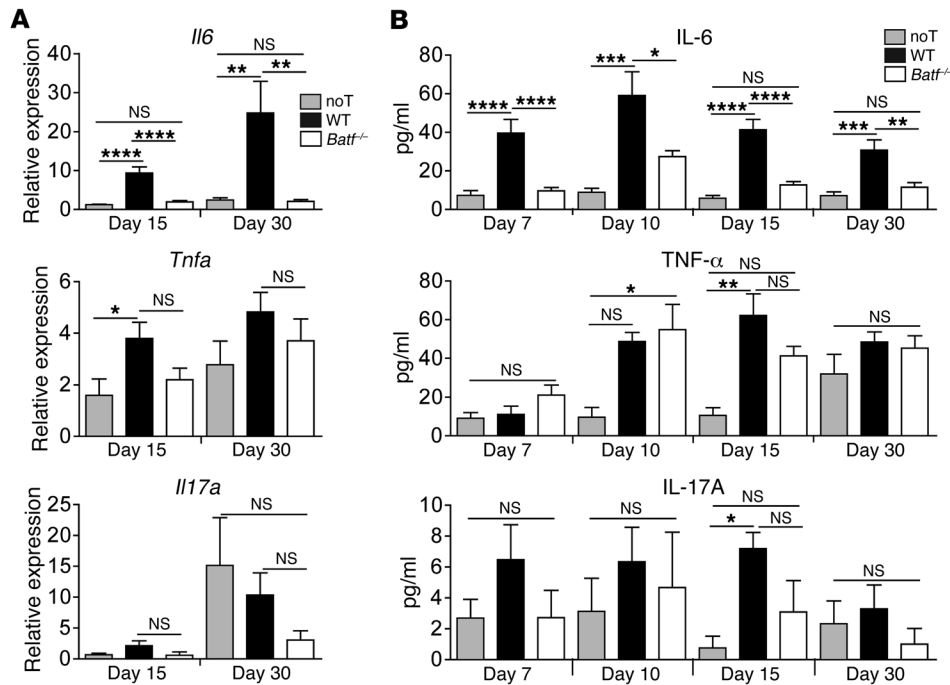 A
Il6
Relative expression
40
30
20
10
0
NS
**
**
NS
****
****
noT
WT
Batf–/–
Day 15
Day 30
Tnfa
Relative expression
6
4
2
0
*
NS
NS
Day 15
Day 30
Il17a
Relative expression
25
20
15
10
5
0
NS
NS
NS
Day 15
Day 30
B
IL-6
pg/ml
80
60
40
20
0
noT
WT
Batf–/–
****
****
***
*
NS
****
****
NS
***
**
Day 7
Day 10
Day 15
Day 30
TNF-α
pg/ml
80
60
40
20
0
NS
*
NS
NS
**
NS
NS
Day 7
Day 10
Day 15
Day 30
IL-17A
pg/ml
10
8
6
4
2
0
NS
NS
NS
*
NS
NS
Day 7
Day 10
Day 15
Day 30